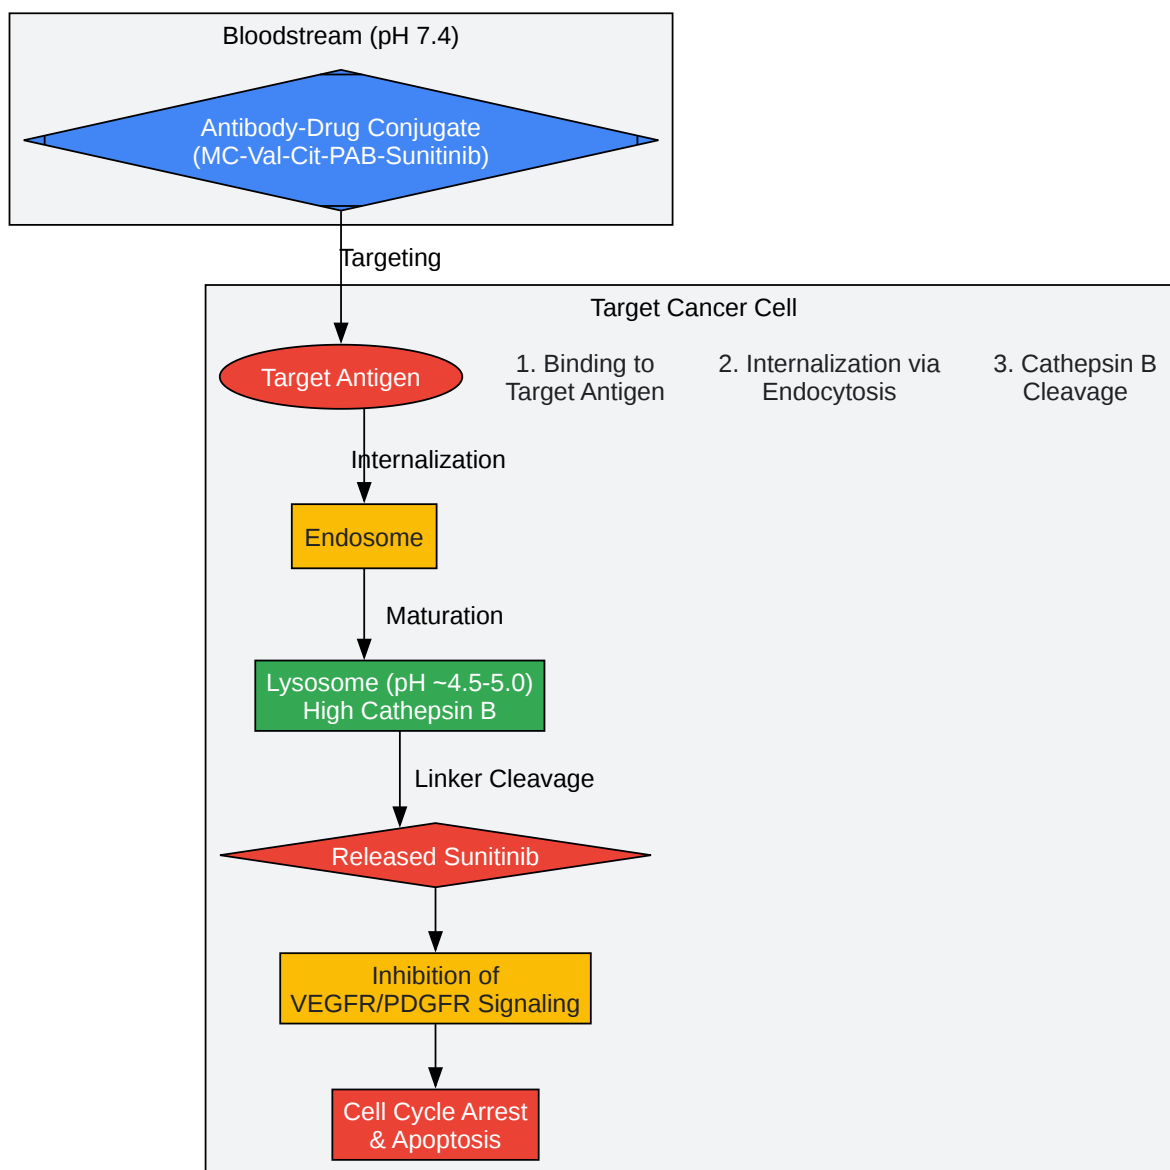 Bloodstream (pH 7.4)
Antibody-Drug Conjugate
(MC-Val-Cit-PAB-Sunitinib)
Targeting
Target Cancer Cell
Target Antigen
1. Binding to
Target Antigen
2. Internalization via
Endocytosis
3. Cathepsin B
Cleavage
Internalization
Endosome
Maturation
Lysosome (pH ~4.5-5.0)
High Cathepsin B
Linker Cleavage
Released Sunitinib
Inhibition of
VEGFR/PDGFR Signaling
Cell Cycle Arrest
& Apoptosis